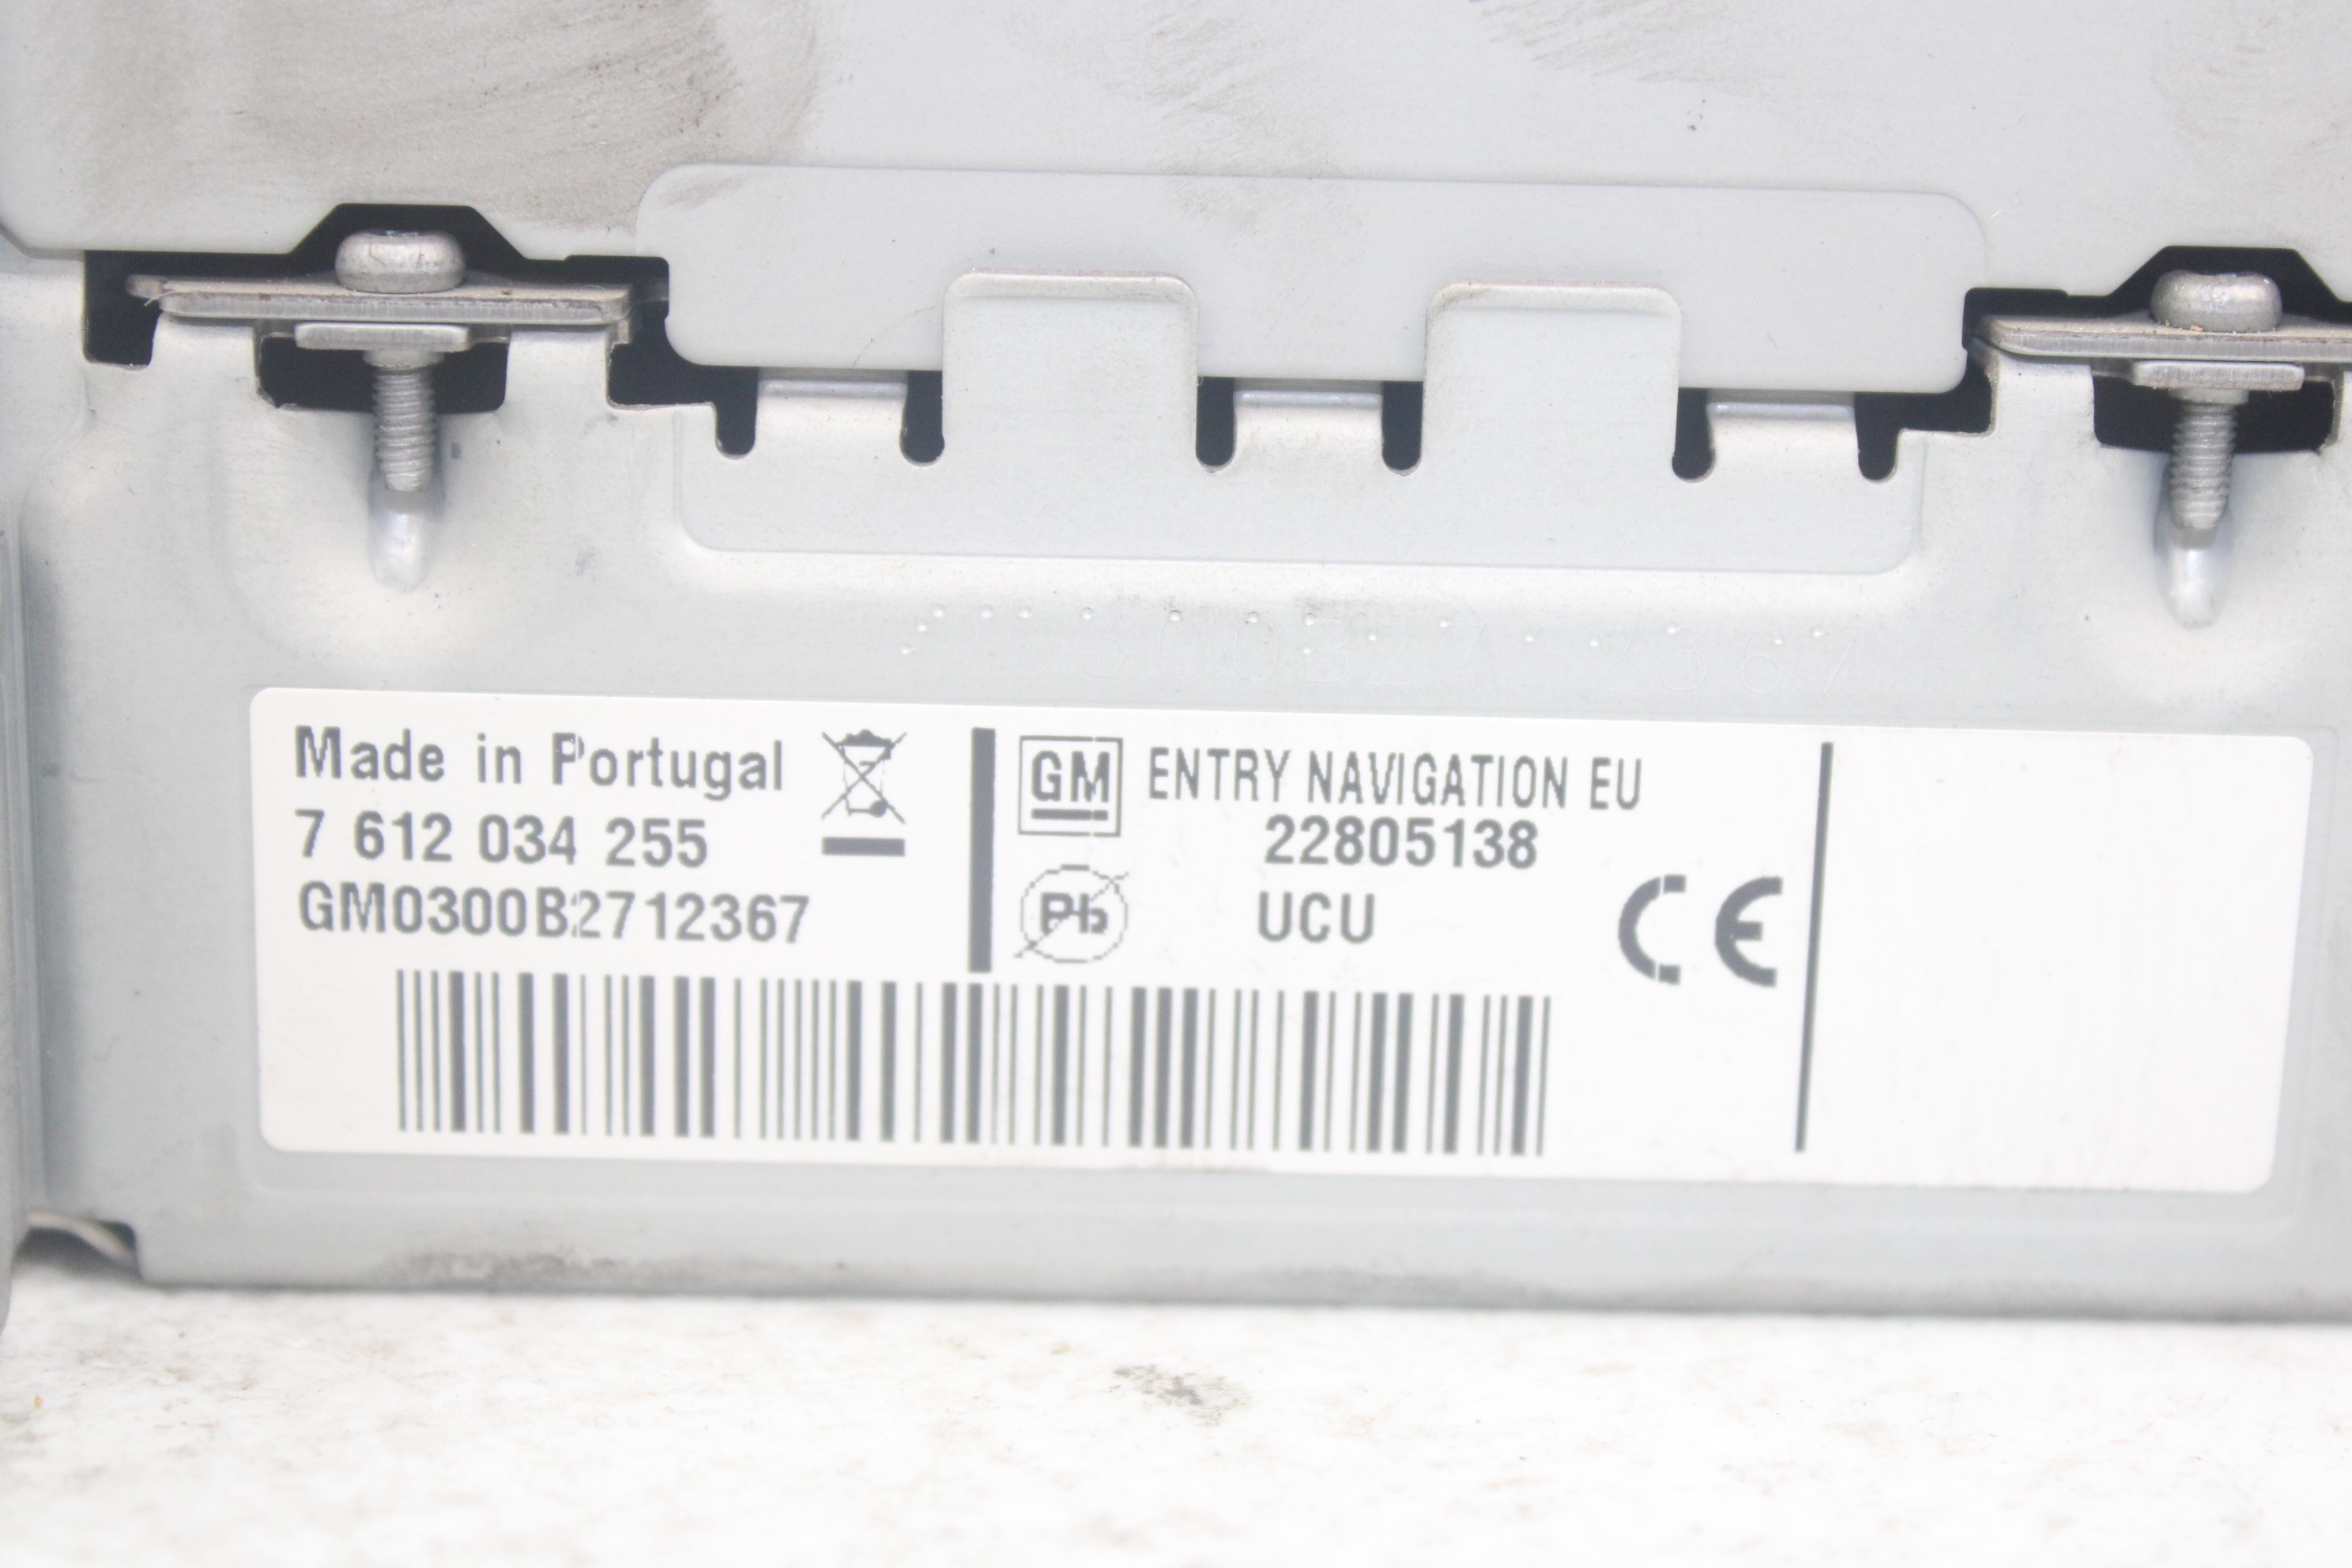 Made in Portugal
7 612 034 255
GM0300B2712367
GM ENTRY NAVIGATION EU
22805138
Pb UCU
CE